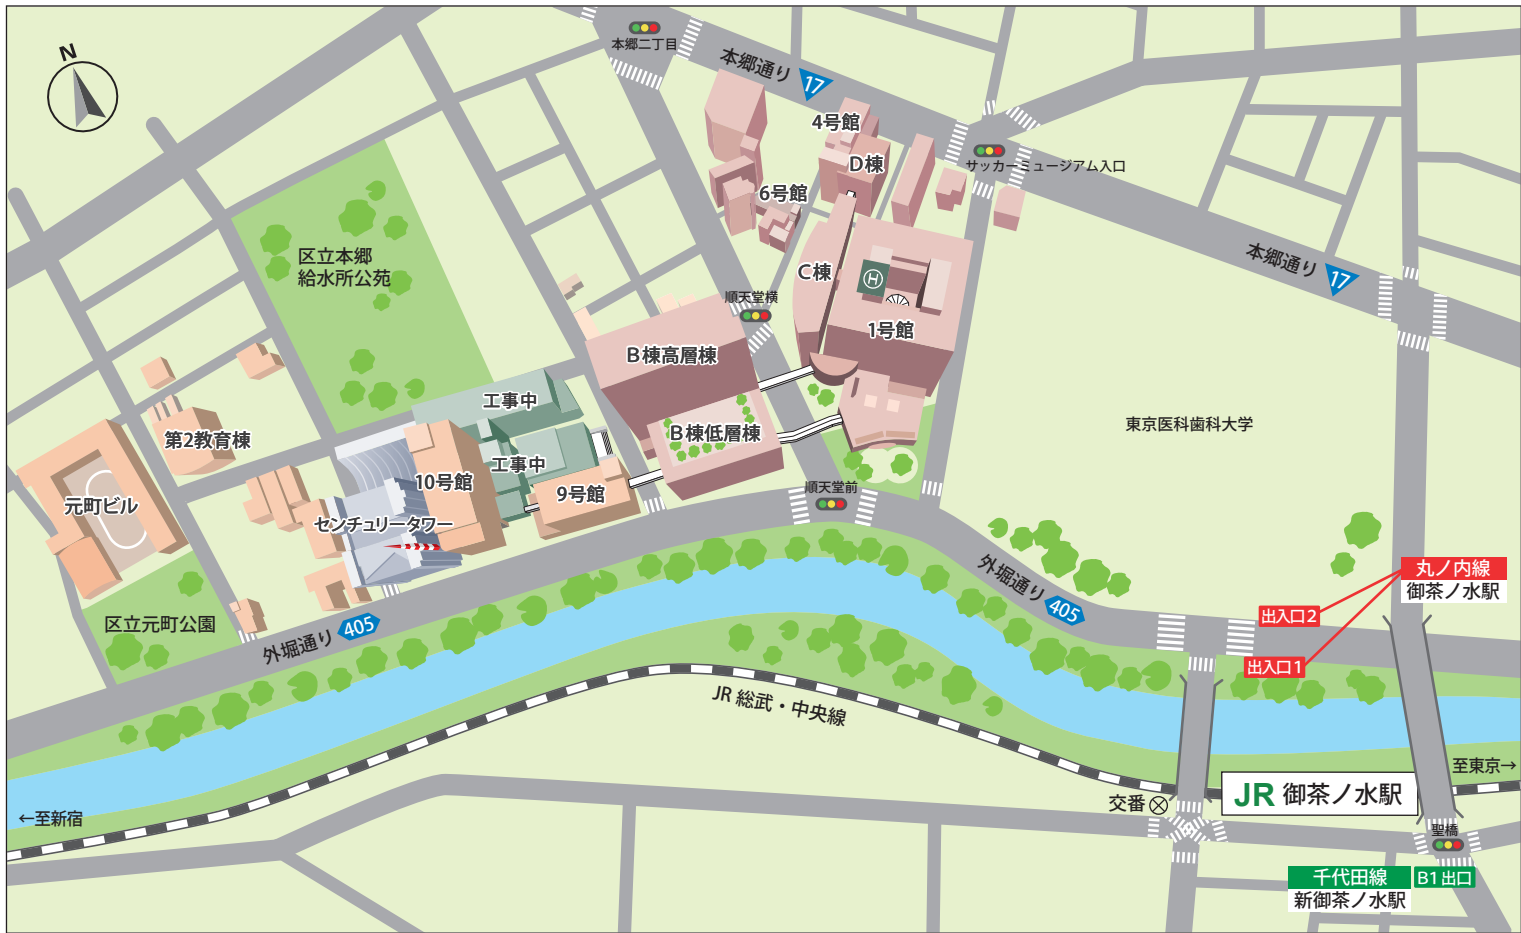 N
本郷二丁目
本郷通り
17
4号館
D棟
サッカーミュージアム入口
6号館
区立本郷
給水所公苑
C棟
H
本郷通り
17
順天堂横
1号館
B棟高層棟
工事中
東京医科歯科大学
第2教育棟
B棟低層棟
工事中
10号館
9号館
元町ビル
センチュリータワー
順天堂前
外堀通り
405
丸ノ内線
御茶ノ水駅
出入口2
出入口1
区立元町公園
外堀通り
405
JR 総武・中央線
至東京→
JR 御茶ノ水駅
交番
←至新宿
聖橋
千代田線
新御茶ノ水駅
B1出口